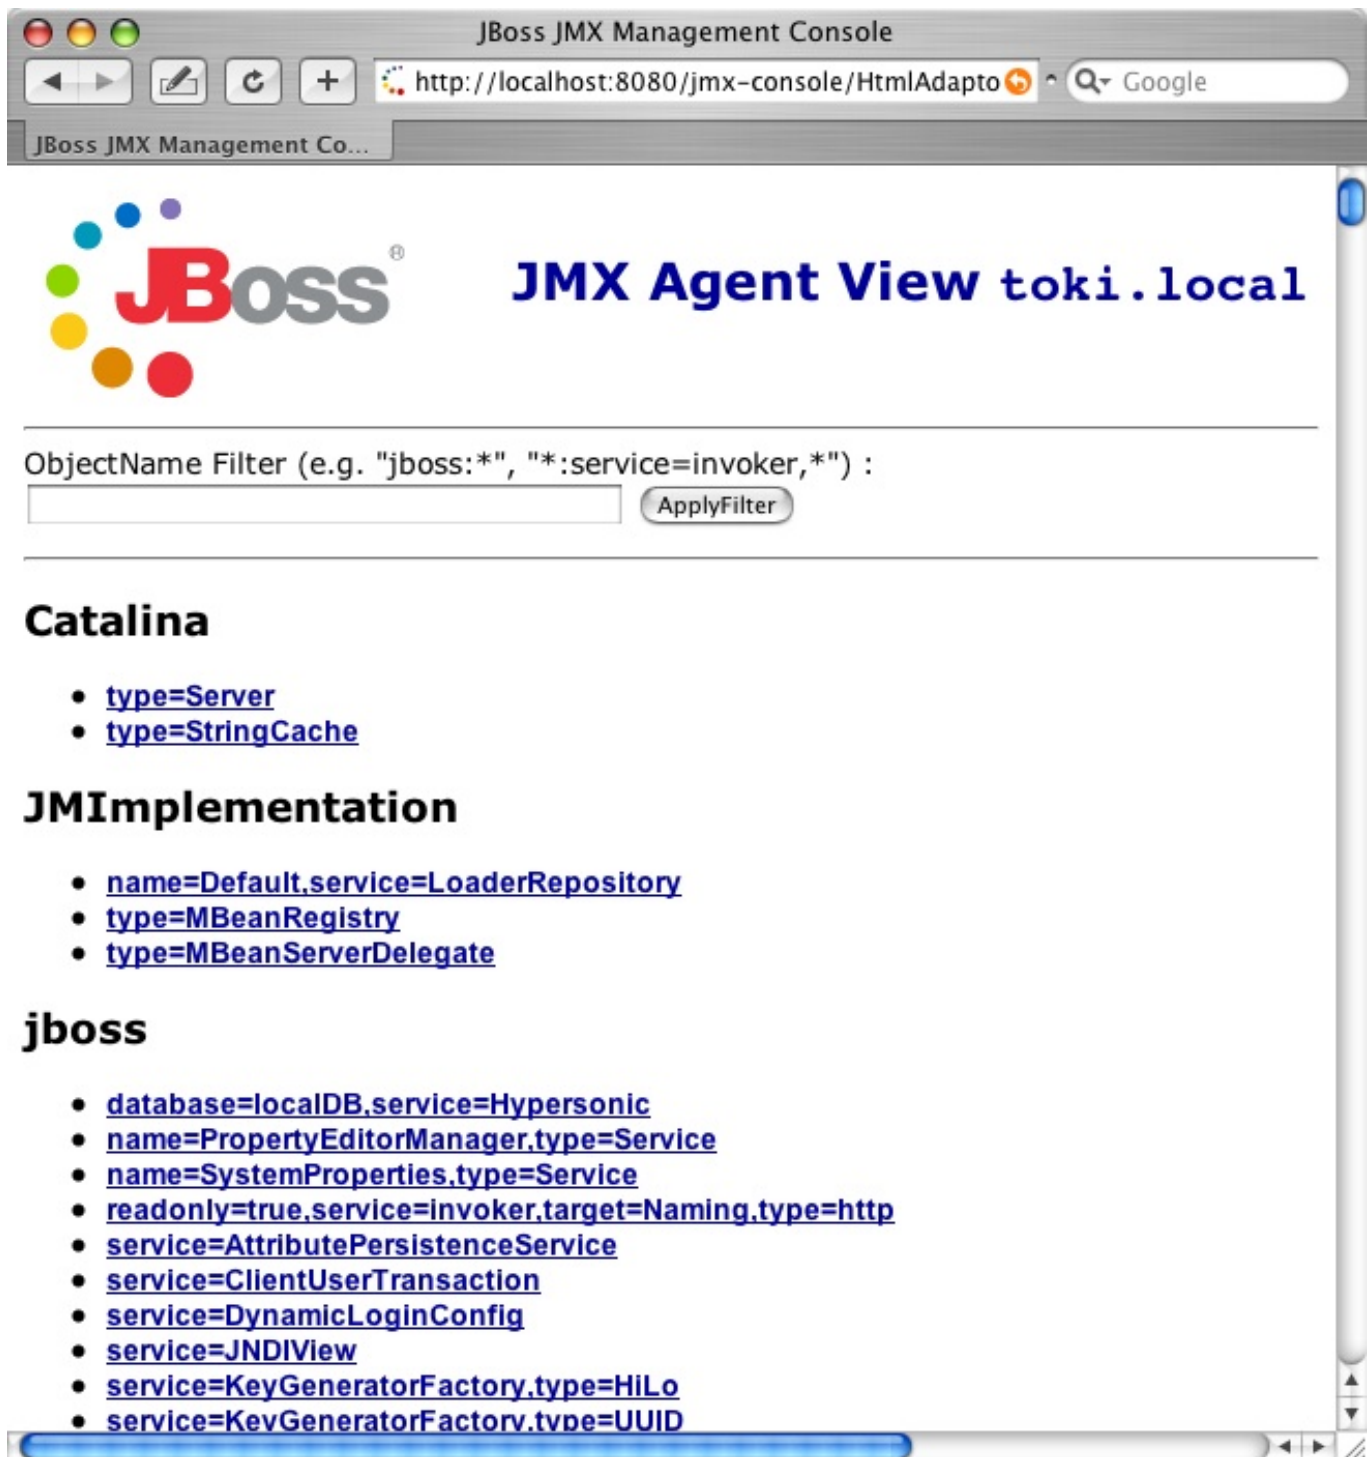 JBoss JMX Management Console
http://localhost:8080/jmx-console/HtmlAdapto
Google
JBoss JMX Management Co...
JBoss®
JMX Agent View toki.local
ObjectName Filter (e.g. "jboss:*", "*:service=invoker,*") :
ApplyFilter
Catalina
type=Server
type=StringCache
JMImplementation
name=Default,service=LoaderRepository
type=MBeanRegistry
type=MBeanServerDelegate
jboss
database=localDB,service=Hypersonic
name=PropertyEditorManager,type=Service
name=SystemProperties,type=Service
readonly=true,service=invoker,target=Naming,type=http
service=AttributePersistenceService
service=ClientUserTransaction
service=DynamicLoginConfig
service=JNDIView
service=KeyGeneratorFactory,type=HiLo
service=KeyGeneratorFactory,type=UUID